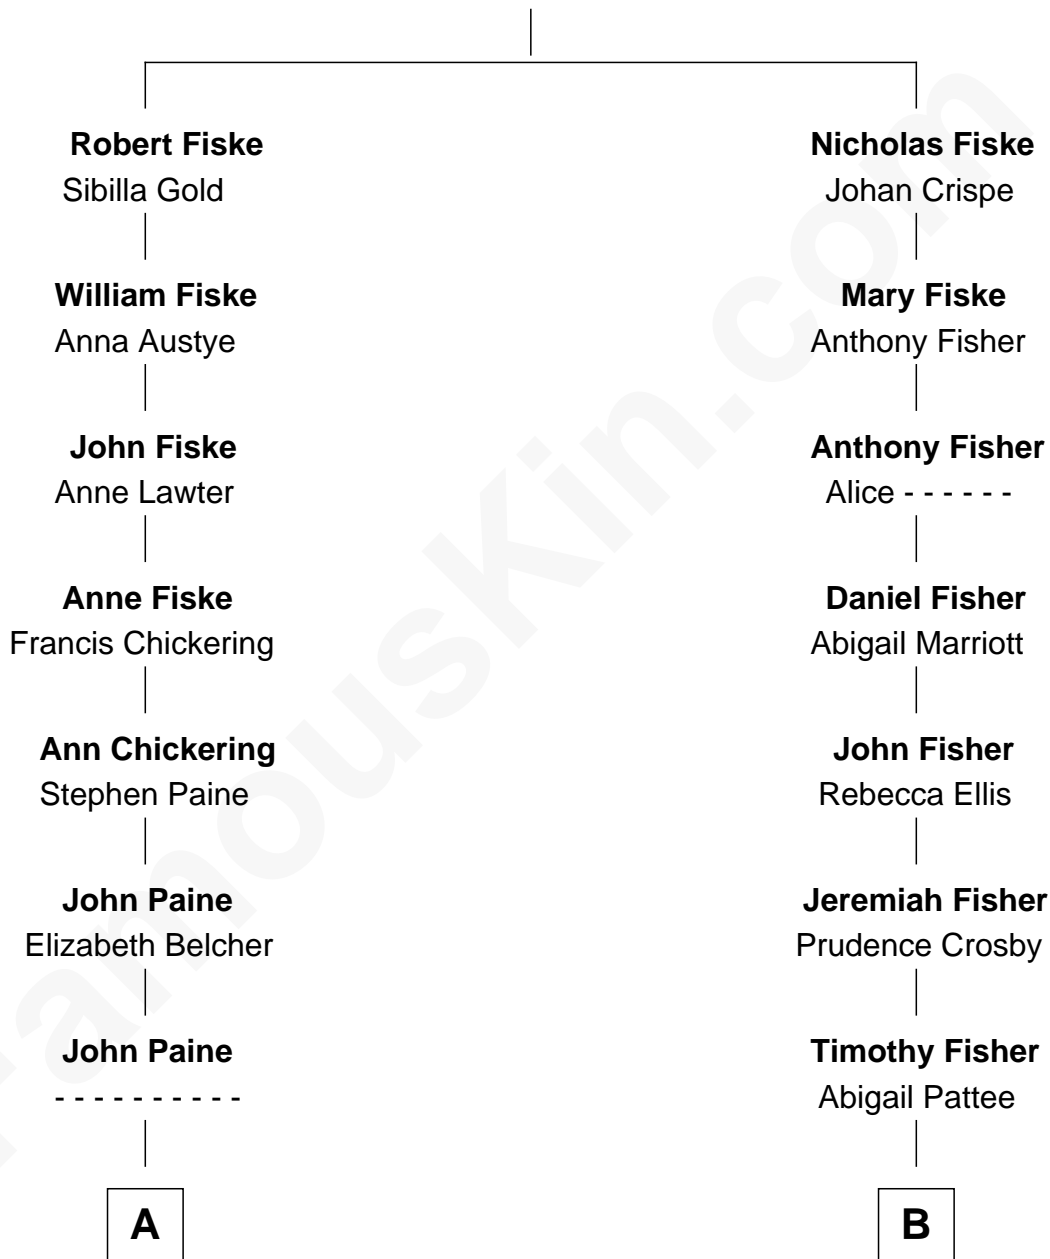 Robert Fiske
Sibilla Gold
William Fiske
Anna Austye
John Fiske
Anne Lawter
Anne Fiske
Francis Chickering
Ann Chickering
Stephen Paine
John Paine
Elizabeth Belcher
John Paine
- - - - - - - - - -
A
Nicholas Fiske
Johan Crispe
Mary Fiske
Anthony Fisher
Anthony Fisher
Alice - - - - - -
Daniel Fisher
Abigail Marriott
John Fisher
Rebecca Ellis
Jeremiah Fisher
Prudence Crosby
Timothy Fisher
Abigail Pattee
B
FamousKin.com